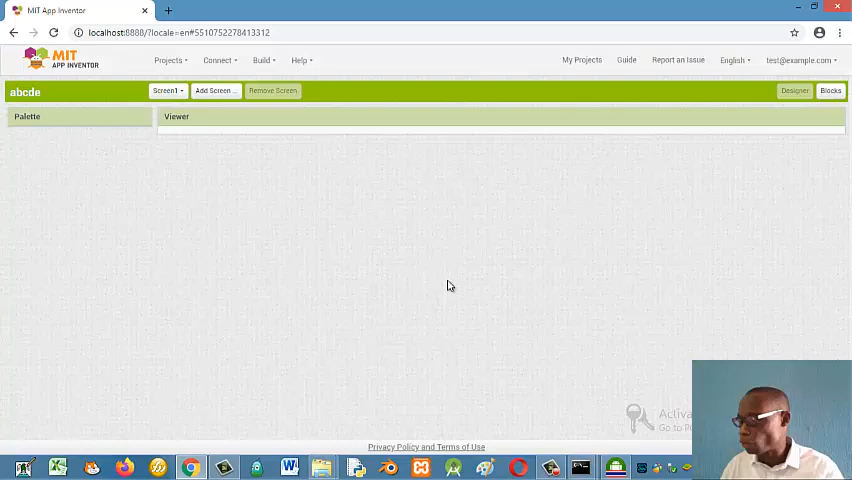 MIT App Inventor
localhost:8888/?locale=en#5510752278413312
MIT
APP INVENTOR
Projects
Connect
Build
Help
My Projects
Guide
Report an Issue
English
test@example.com
abcde
Screen1
Add Screen ...
Remove Screen
Designer
Blocks
Palette
Viewer
Go to
Privacy Policy and Terms of Use